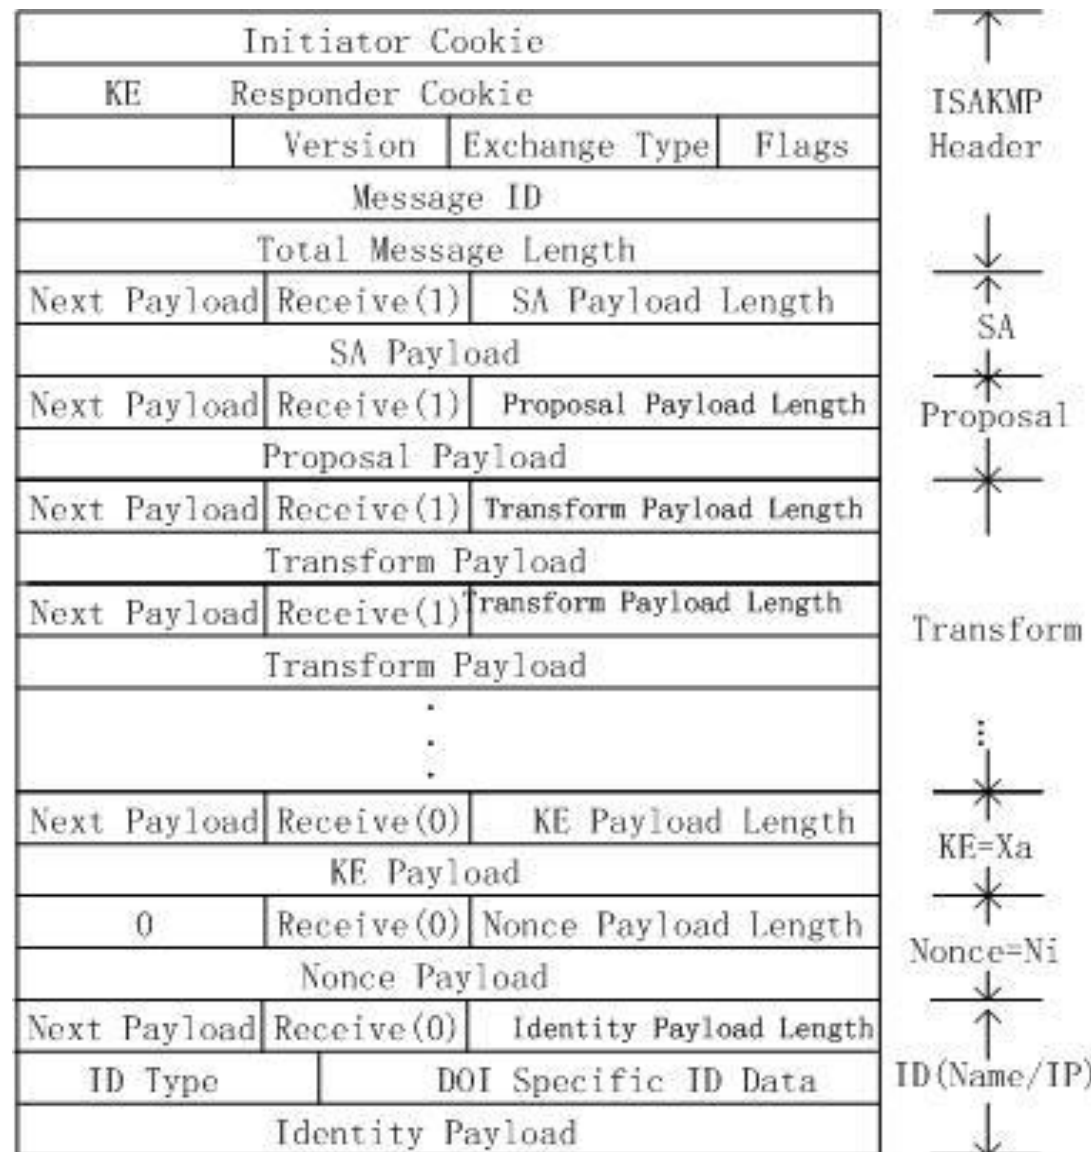 Initiator Cookie
KE Responder Cookie
ISAKMP
Version Exchange Type Flags Header
Message ID
Total Message Length
Next Payload Receive(1) SA Payload Length
SA
SA Payload
Next Payload Receive(1) Proposal Payload Length
Proposal
Proposal Payload
Next Payload Receive(1) Transform Payload Length
Transform Payload
Next Payload Receive(1) Transform Payload Length
Transform
Transform Payload
Next Payload Receive(0) KE Payload Length
KE=Xa
KE Payload
0 Receive(0) Nonce Payload Length
Nonce=Ni
Nonce Payload
Next Payload Receive(0) Identity Payload Length
ID Type DOI Specific ID Data ID(Name/IP)
Identity Payload